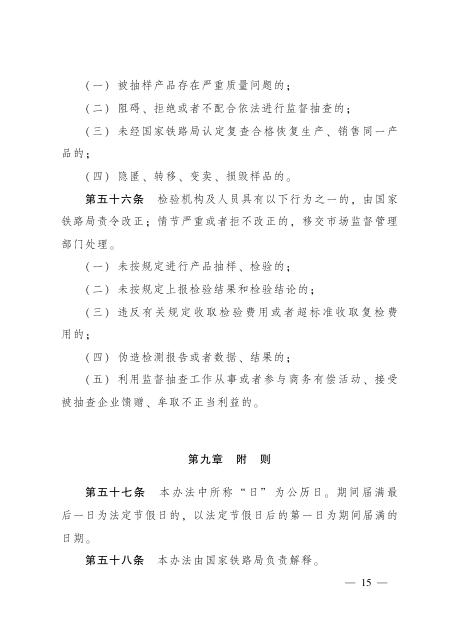 （一）被抽样产品存在严重质量问题的；
（二）阻碍、拒绝或者不配合依法进行监督抽查的；
（三）未经国家铁路局认定复查合格恢复生产、销售同一产
品的；
（四）隐匿、转移、变卖、损毁样品的。
第五十六条　检验机构及人员具有以下行为之一的，由国家
铁路局责令改正；情节严重或者拒不改正的，移交市场监督管理
部门处理。
（一）未按规定进行产品抽样、检验的；
（二）未按规定上报检验结果和检验结论的；
（三）违反有关规定收取检验费用或者超标准收取复检费
用的；
（四）伪造检测报告或者数据、结果的；
（五）利用监督抽查工作从事或者参与商务有偿活动、接受
被抽查企业馈赠、牟取不正当利益的。
第九章　附　则
第五十七条　本办法中所称“日”为公历日。期间届满最
后一日为法定节假日的，以法定节假日后的第一日为期间届满的
日期。
第五十八条　本办法由国家铁路局负责解释。
— 15 —